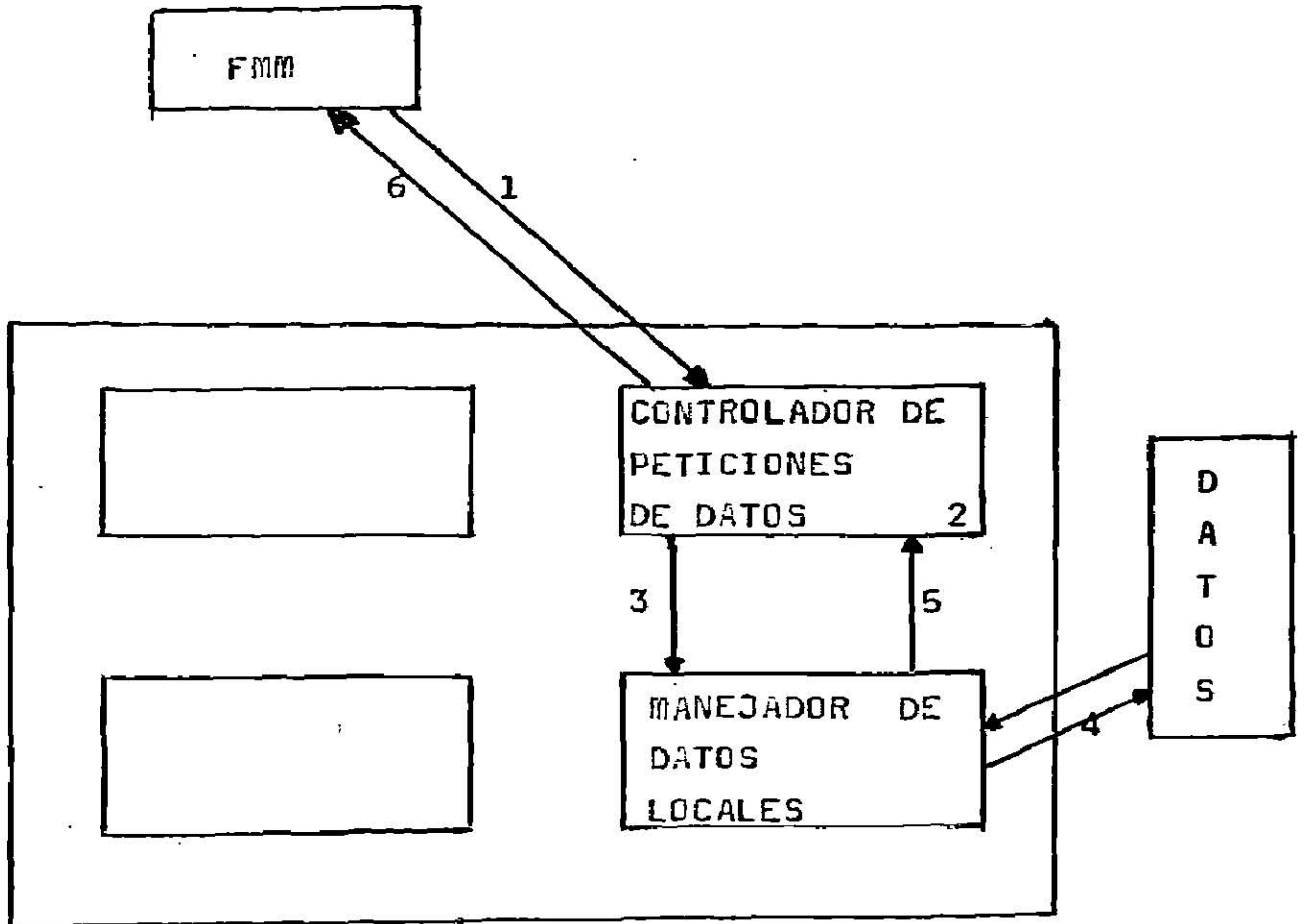 FMM
6
1
CONTROLADOR DE
PETICIONES
DE DATOS 2
3
5
MANEJADOR DE
DATOS
LOCALES
4
D
A
T
O
S